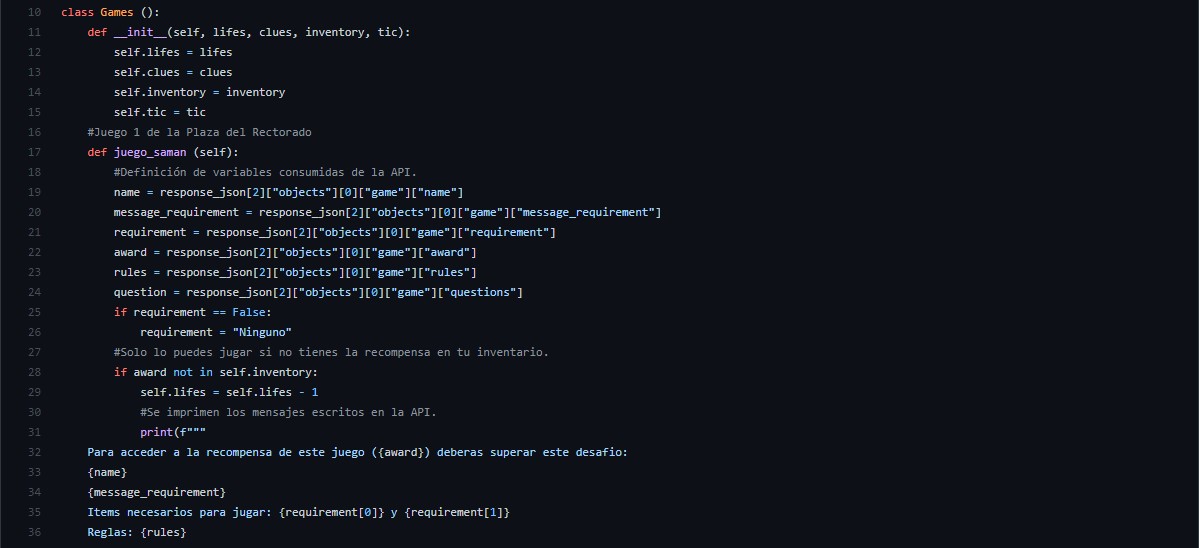 10 class Games ():
11     def __init__(self, lifes, clues, inventory, tic):
12         self.lifes = lifes
13         self.clues = clues
14         self.inventory = inventory
15         self.tic = tic
16     #Juego 1 de la Plaza del Rectorado
17     def juego_saman (self):
18         #Definición de variables consumidas de la API.
19         name = response_json[2]["objects"][0]["game"]["name"]
20         message_requirement = response_json[2]["objects"][0]["game"]["message_requirement"]
21         requirement = response_json[2]["objects"][0]["game"]["requirement"]
22         award = response_json[2]["objects"][0]["game"]["award"]
23         rules = response_json[2]["objects"][0]["game"]["rules"]
24         question = response_json[2]["objects"][0]["game"]["questions"]
25         if requirement == False:
26             requirement = "Ninguno"
27         #Solo lo puedes jugar si no tienes la recompensa en tu inventario.
28         if award not in self.inventory:
29             self.lifes = self.lifes - 1
30             #Se imprimen los mensajes escritos en la API.
31             print(f"""
32     Para acceder a la recompensa de este juego ({award}) deberas superar este desafio:
33     {name}
34     {message_requirement}
35     Items necesarios para jugar: {requirement[0]} y {requirement[1]}
36     Reglas: {rules}